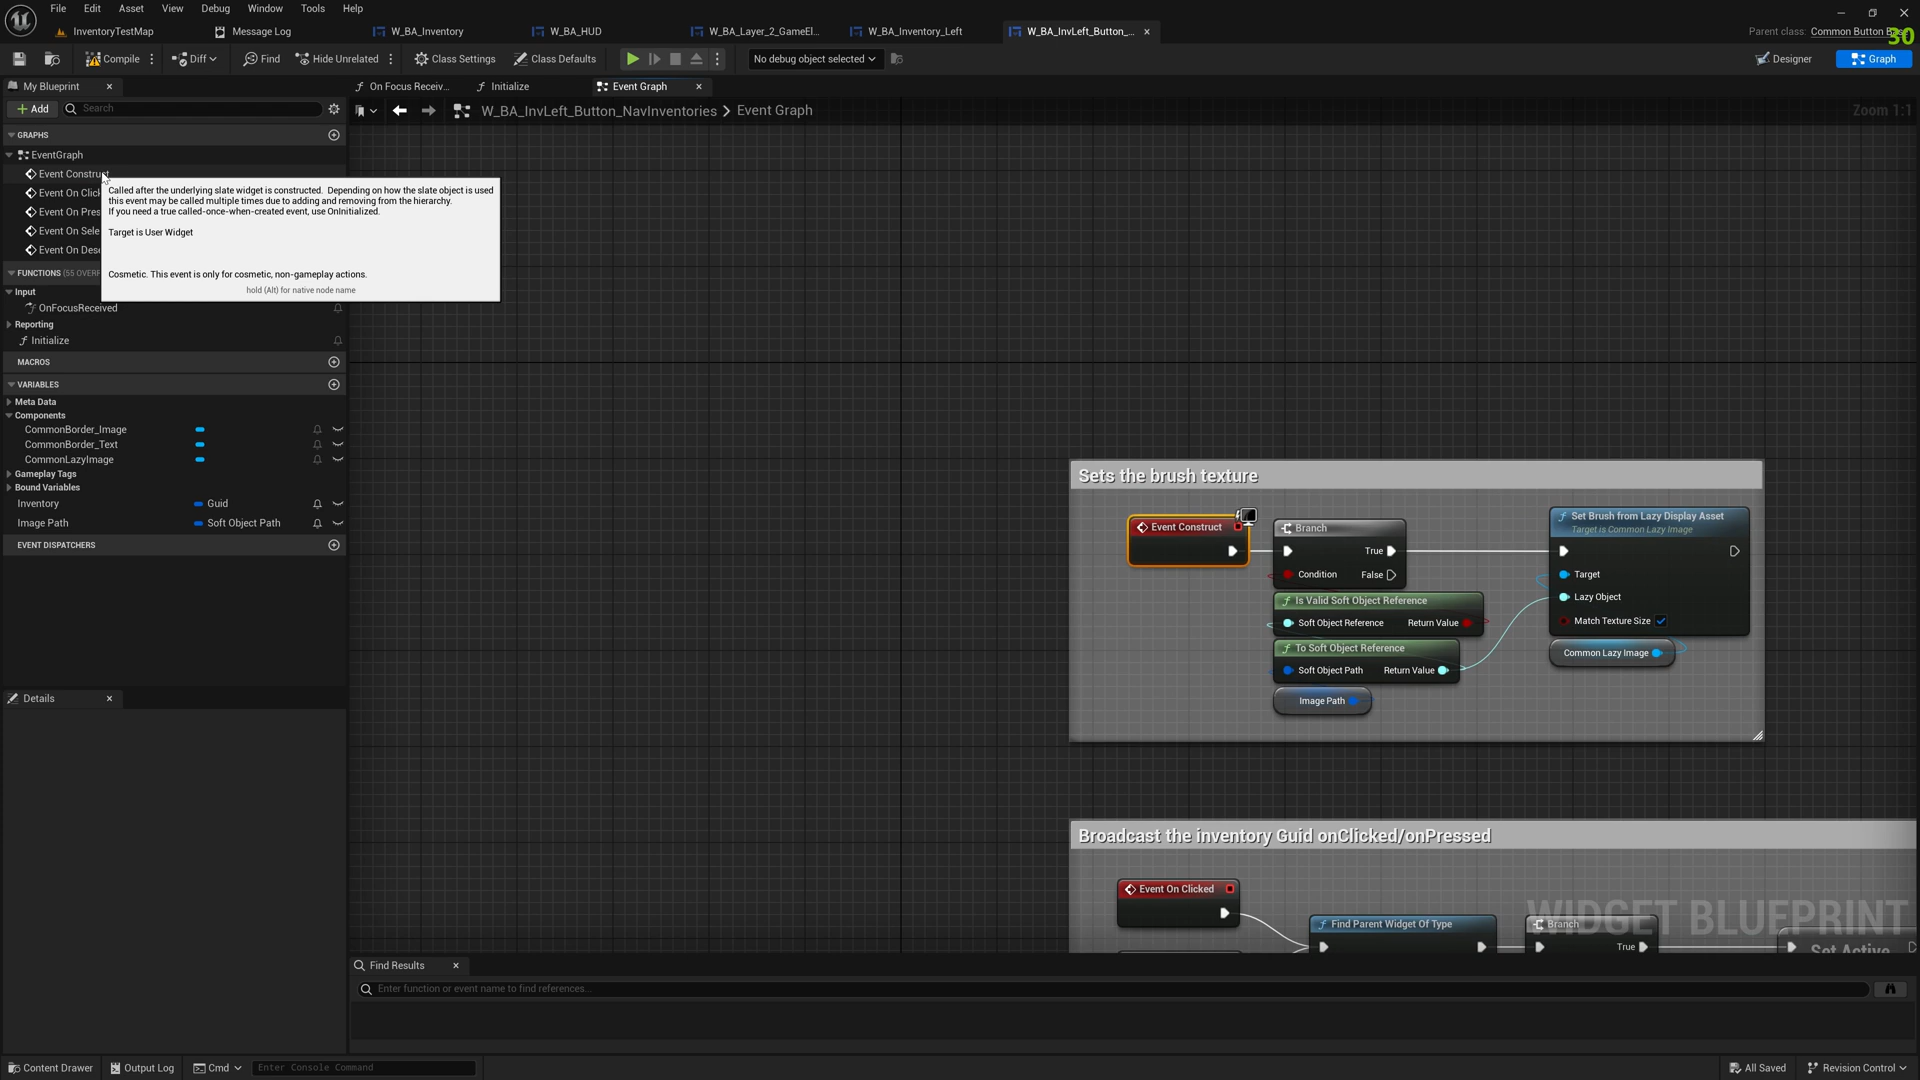 File Edit Asset View Debug Window Tools Help
InventoryTestMap
Message Log
W_BA_Inventory
W_BA_HUD
W_BA_Layer_2_GameEl...
W_BA_Inventory_Left
W_BA_InvLeft_Button_...
Parent class: Common Button
30
Compile
Diff
Find
Hide Unrelated
Class Settings
Class Defaults
No debug object selected
Designer
Graph
My Blueprint
On Focus Receiv...
Initialize
Event Graph
Add
Search
W_BA_InvLeft_Button_NavInventories > Event Graph
Zoom 1:1
GRAPHS
EventGraph
Event Construct
Event On Click
Event On Pres
Event On Sele
Event On Des
Called after the underlying slate widget is constructed. Depending on how the slate object is used
this event may be called multiple times due to adding and removing from the hierarchy.
If you need a true called-once-when-created event, use OnInitialized.
Target is User Widget
Cosmetic. This event is only for cosmetic, non-gameplay actions.
hold (Alt) for native node name
FUNCTIONS (55 OVERR
Input
OnFocusReceived
Reporting
Initialize
MACROS
VARIABLES
Meta Data
Components
CommonBorder_Image
CommonBorder_Text
CommonLazyImage
Gameplay Tags
Bound Variables
Inventory Guid
Image Path Soft Object Path
EVENT DISPATCHERS
Details
Sets the brush texture
Event Construct
Branch
True
Condition False
Is Valid Soft Object Reference
Soft Object Reference Return Value
To Soft Object Reference
Soft Object Path Return Value
Image Path
Set Brush from Lazy Display Asset
Target is Common Lazy Image
Target
Lazy Object
Match Texture Size
Common Lazy Image
Broadcast the inventory Guid onClicked/onPressed
Event On Clicked
Find Parent Widget Of Type
Branch
True
Set Active
WIDGET BLUEPRINT
Find Results
Enter function or event name to find references...
Content Drawer
Output Log
Cmd
Enter Console Command
All Saved
Revision Control